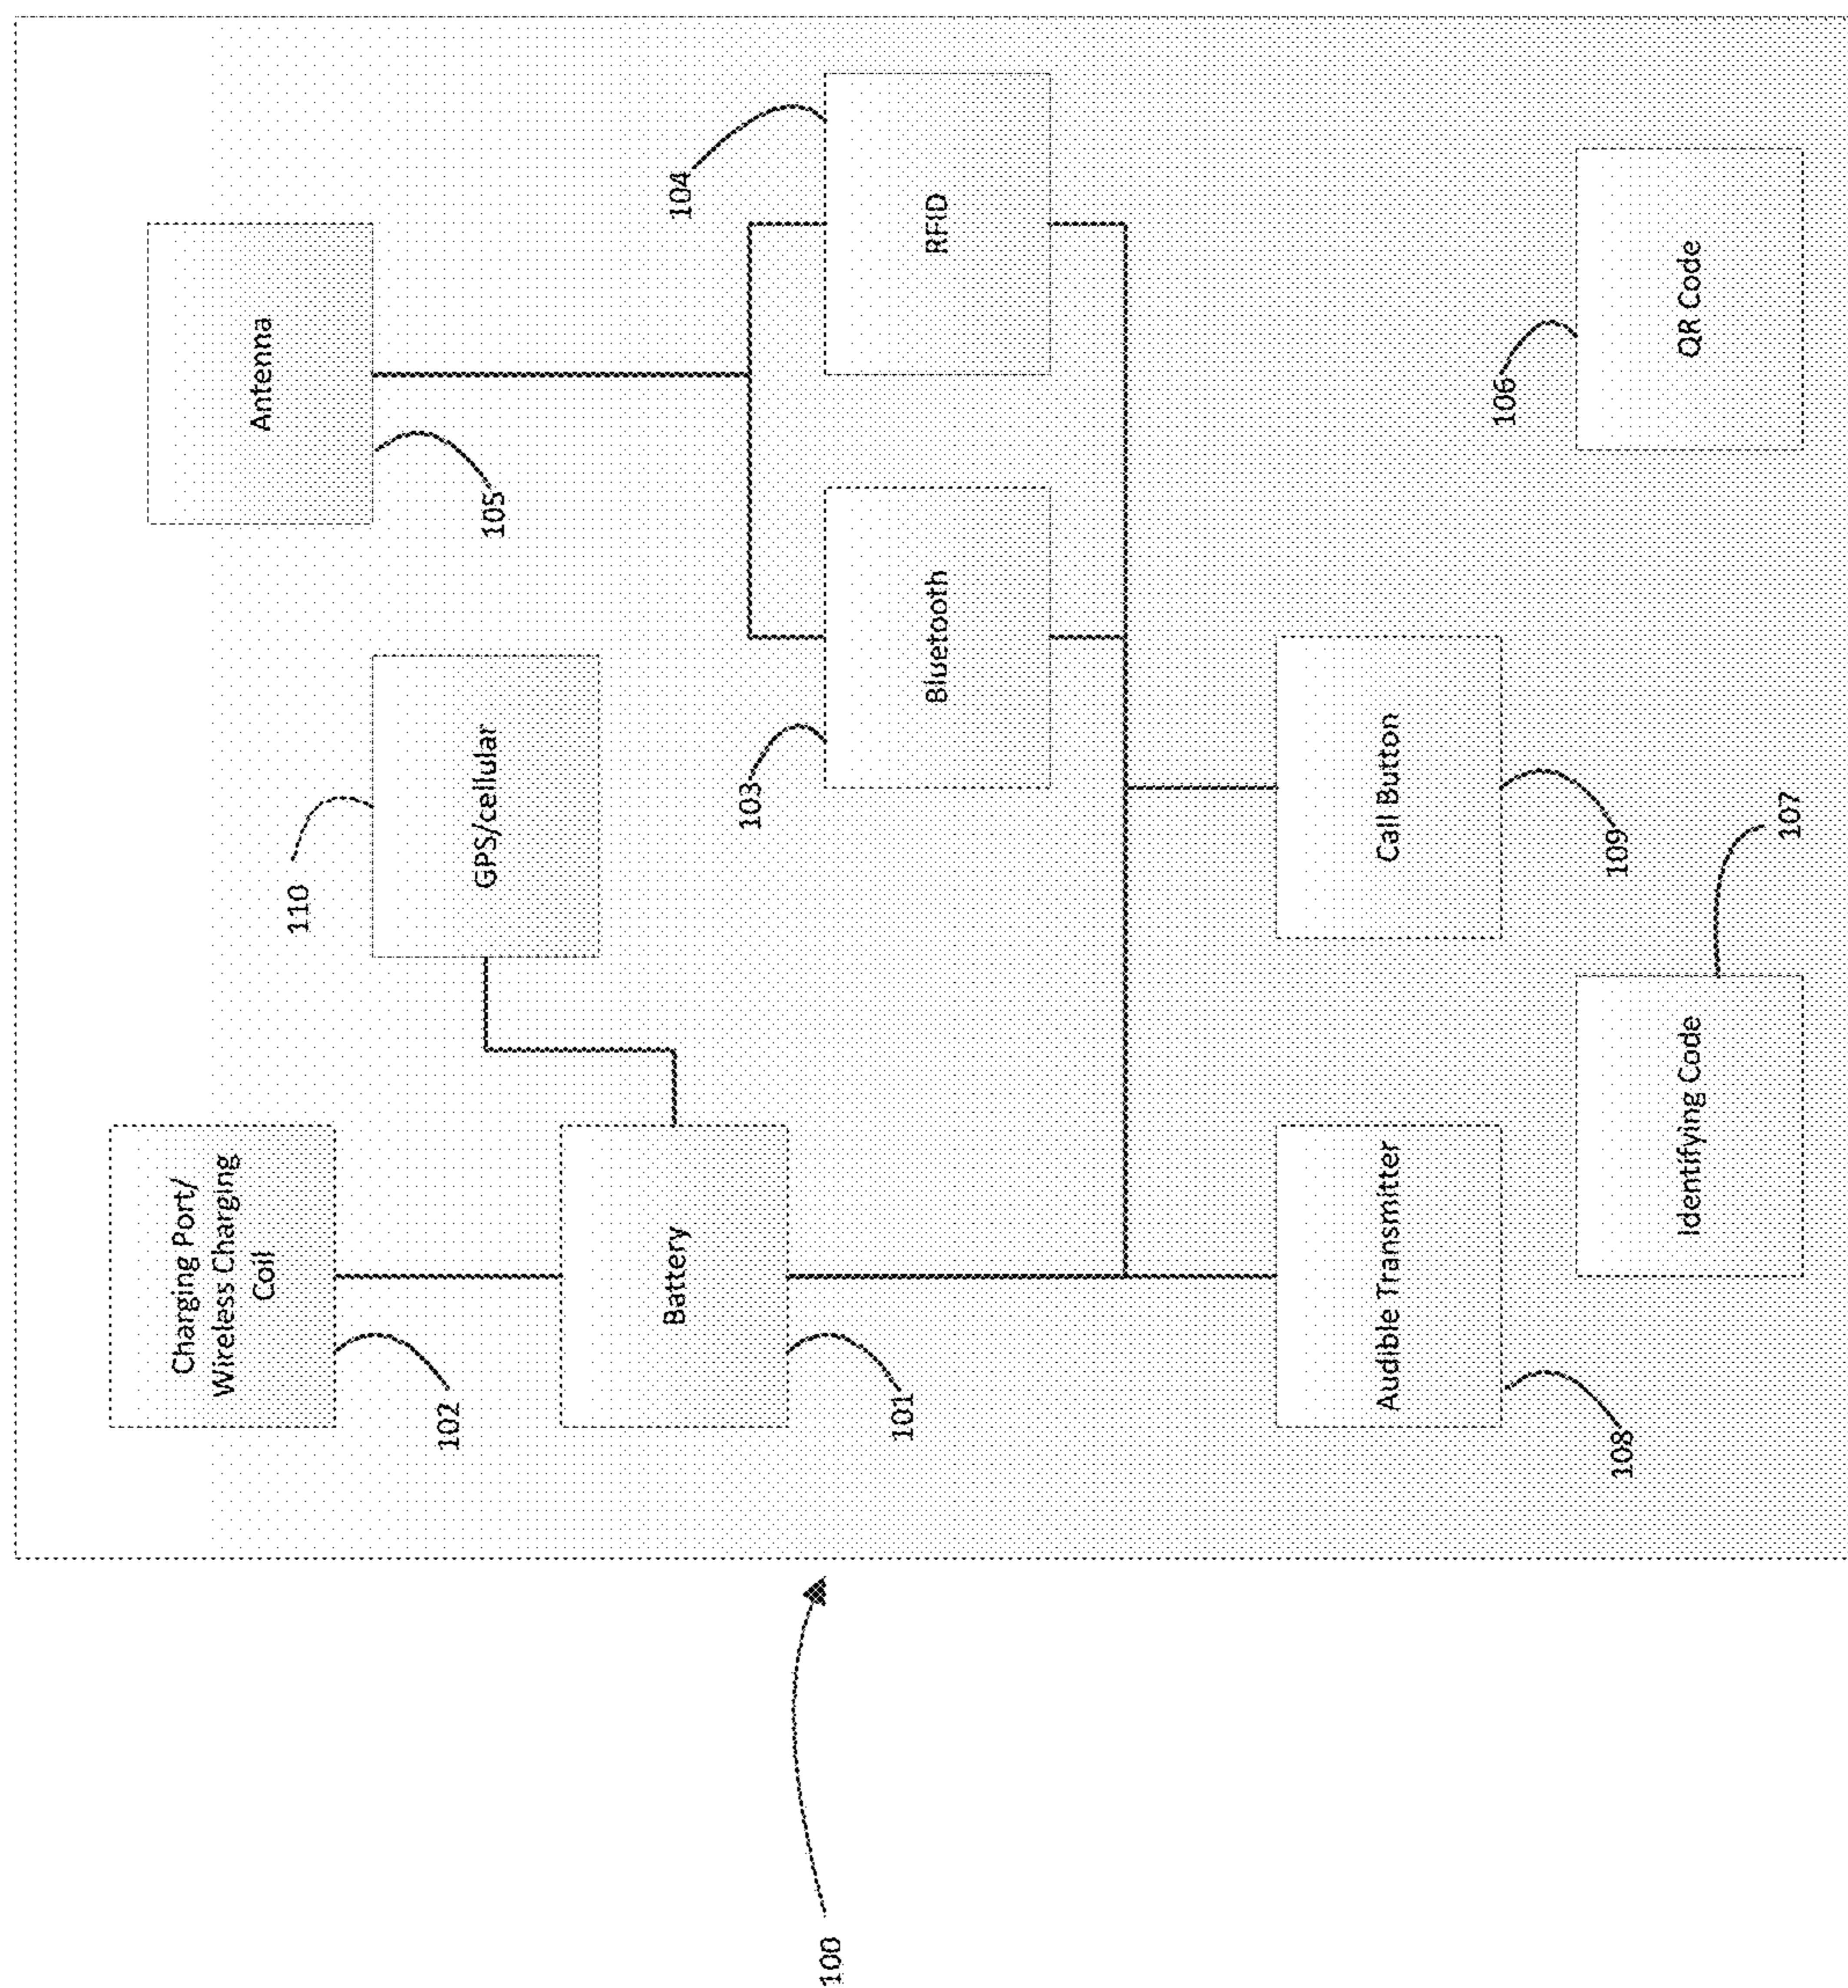 Charging Port/
Wireless Charging
Coil
102
110
GPS/cellular
Antenna
105
Battery
101
103
Bluetooth
104
RFID
Audible Transmitter
108
Call Button
109
Identifying Code
107
106
QR Code
100